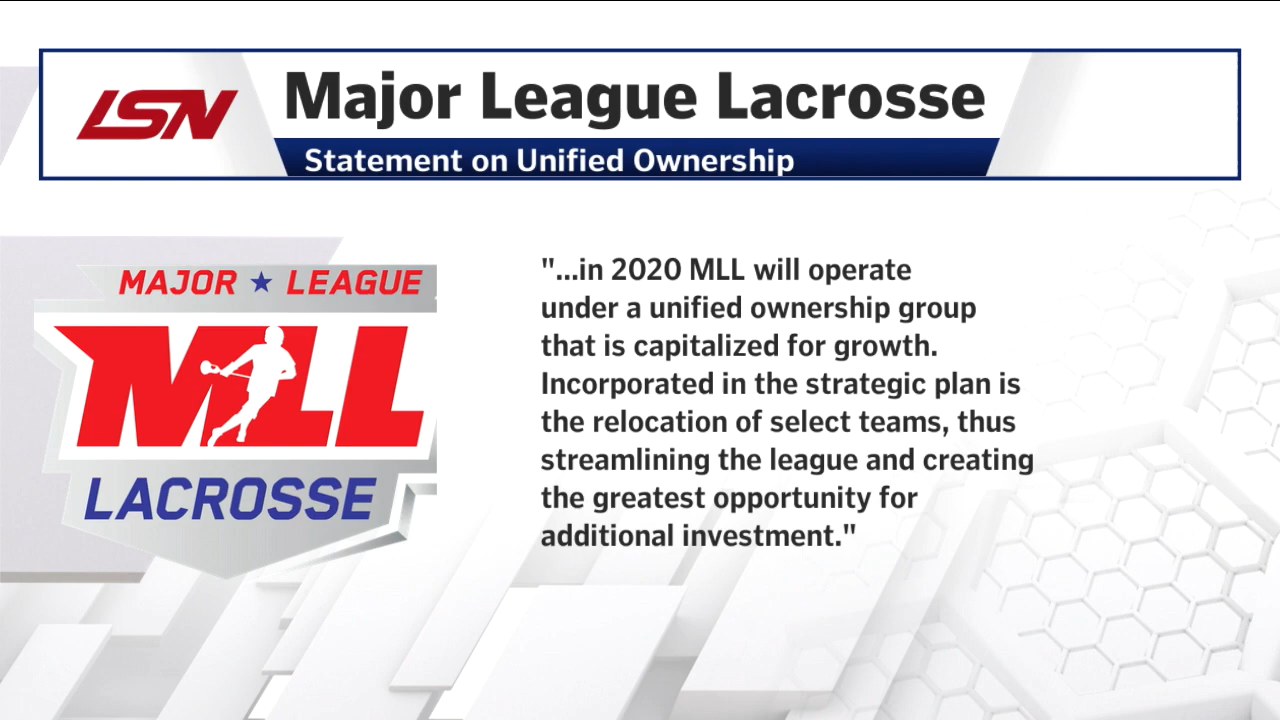 LSN
Major League Lacrosse
Statement on Unified Ownership
MAJOR ★ LEAGUE
MLL
LACROSSE
"...in 2020 MLL will operate
under a unified ownership group
that is capitalized for growth.
Incorporated in the strategic plan is
the relocation of select teams, thus
streamlining the league and creating
the greatest opportunity for
additional investment."